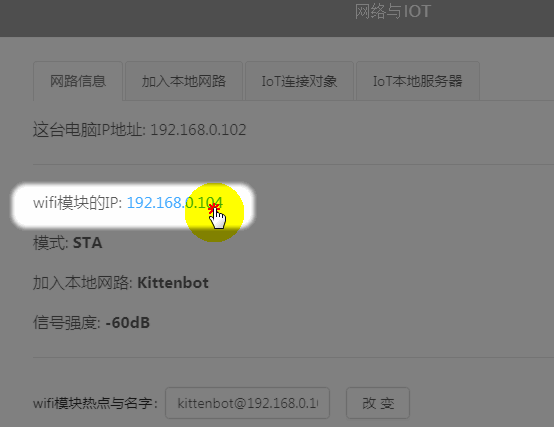 网络与IOT
网路信息 加入本地网路 IoT连接对象 IoT本地服务器
这台电脑IP地址: 192.168.0.102
wifi模块的IP: 192.168.0.104
模式: STA
加入本地网路: Kittenbot
信号强度: -60dB
wifi模块热点与名字: kittenbot@192.168.0.10 改 变